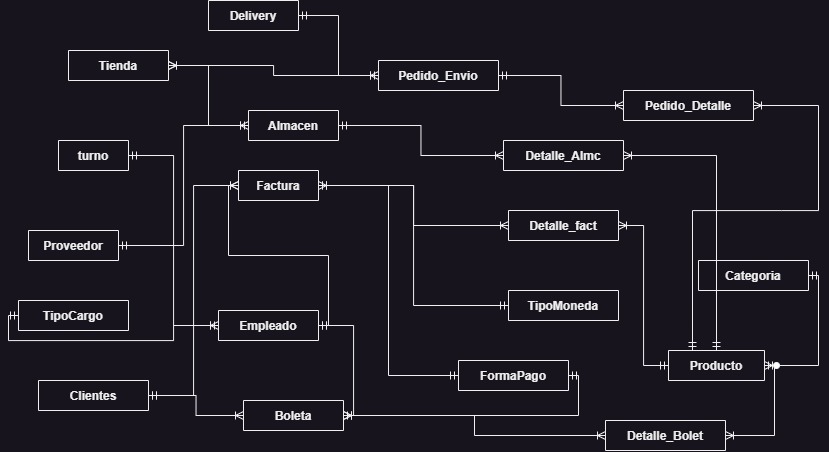 Delivery
Tienda
Pedido_Envio
Pedido_Detalle
Almacen
turno
Detalle_Almc
Factura
Detalle_fact
Proveedor
Categoria
TipoCargo
TipoMoneda
Empleado
Producto
FormaPago
Clientes
Boleta
Detalle_Bolet